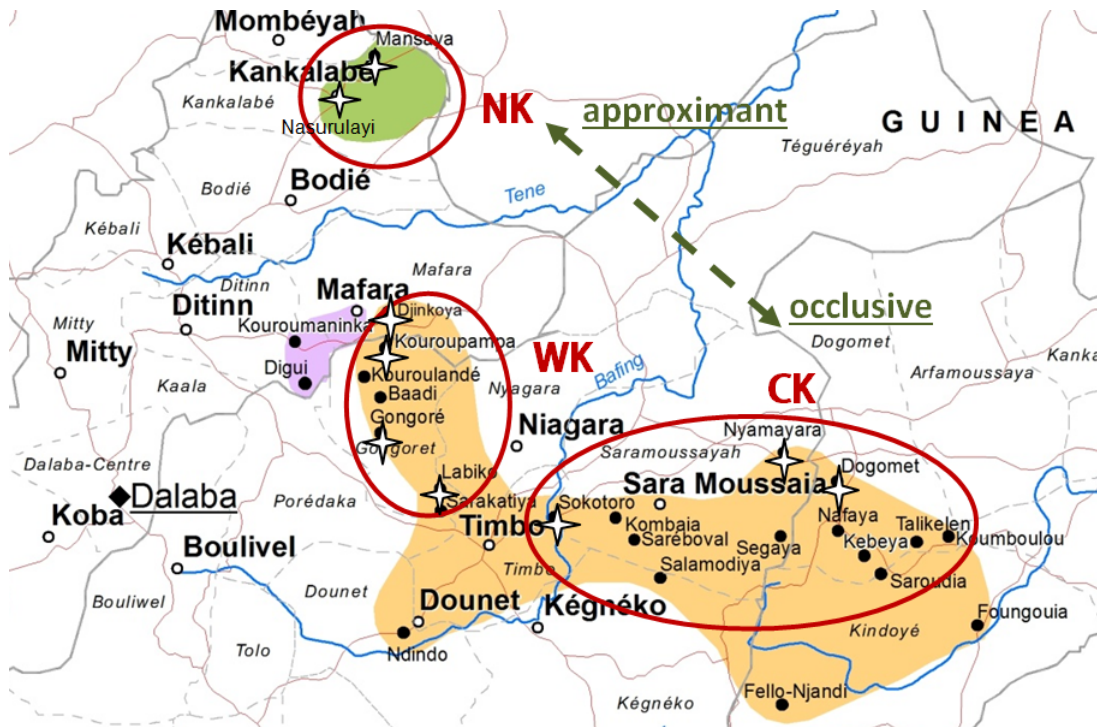 Mombéyah
Mansaya
Kankalabé
Kankalabé
Nasurulayi
NK
approximant
GUINEA
Téguéréyah
Bodié
Bodié
Tene
Kébali
Kébali
Ditinn
Ditinn
Mafara
Mafara
Djinkoya
Kouroumaninka
Kouroupampa
occlusive
Dogomet
Mitty
Mitty
Digui
Kaala
Kouroulandé
Baadi
Nyagara
WK
Bafing
CK
Arfamoussaya
Kanka
Gongoré
Gongoret
Niagara
Nyamayara
Saramoussayah
Dogomet
Dalaba-Centre
Dalaba
Koba
Porédaka
Labiko
Sarakatiya
Sokotoro
Sara Moussaia
Timbo
Kombaia
Saréboval
Nafaya
Talikelen
Koumboulou
Segaya
Kebeya
Boulivel
Timbo
Salamodiya
Saroudia
Bouliwel
Dounet
Dounet
Kégnéko
Foungouia
Kindoyé
Tolo
Ndindo
Kégnéko
Fello-Njandi